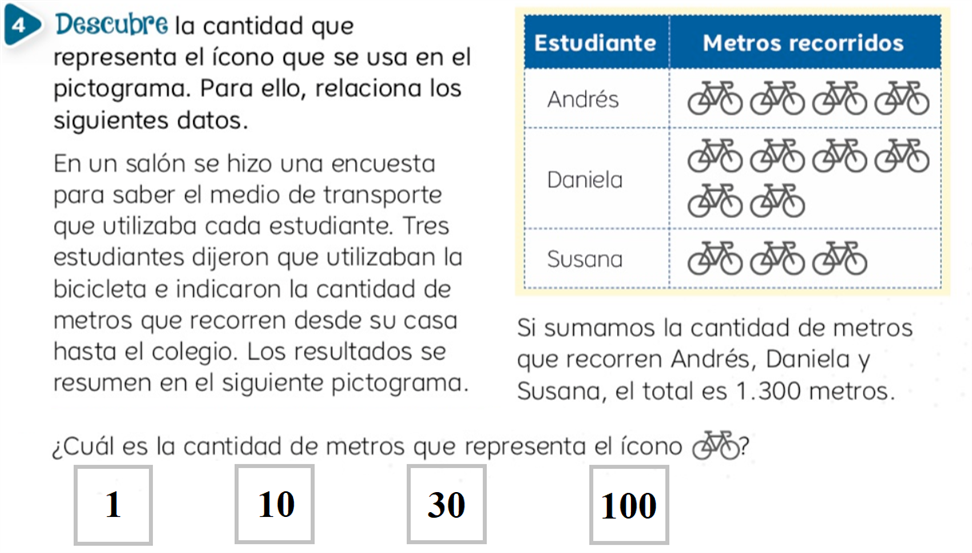 4 Descubre la cantidad que
representa el ícono que se usa en el
pictograma. Para ello, relaciona los
siguientes datos.
En un salón se hizo una encuesta
para saber el medio de transporte
que utilizaba cada estudiante. Tres
estudiantes dijeron que utilizaban la
bicicleta e indicaron la cantidad de
metros que recorren desde su casa
hasta el colegio. Los resultados se
resumen en el siguiente pictograma.
Estudiante Metros recorridos
Andrés
Daniela
Susana
Si sumamos la cantidad de metros
que recorren Andrés, Daniela y
Susana, el total es 1.300 metros.
¿Cuál es la cantidad de metros que representa el ícono ?
1 10 30 100